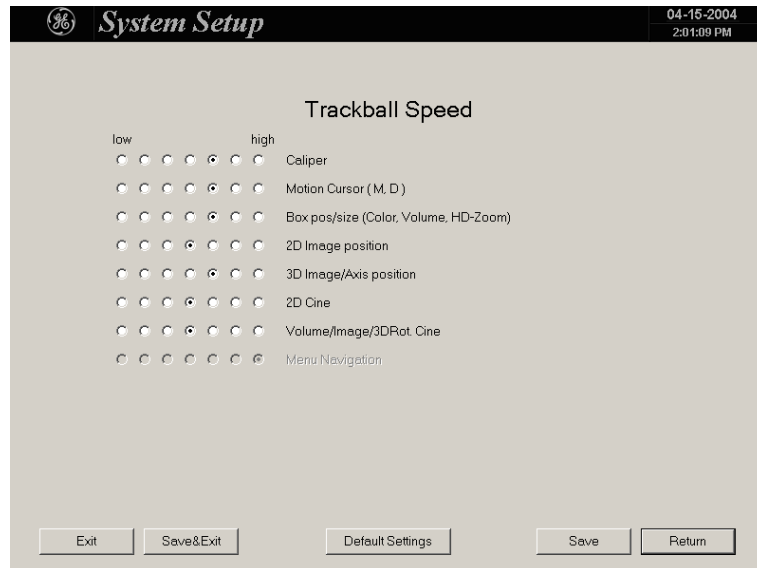 System Setup
04-15-2004
2:01:09 PM
Trackball Speed
low high
Caliper
Motion Cursor ( M, D )
Box pos/size (Color, Volume, HD-Zoom)
2D Image position
3D Image/Axis position
2D Cine
Volume/Image/3DRot. Cine
Menu Navigation
Exit Save&Exit Default Settings Save Return